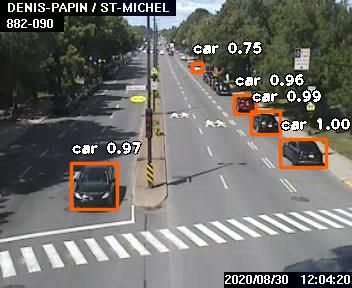 DENIS-PAPIN / ST-MICHEL
882-090
car 0.75
car 0.96
car 0.99
car 1.00
car 0.97
2020/08/30 12:04:20